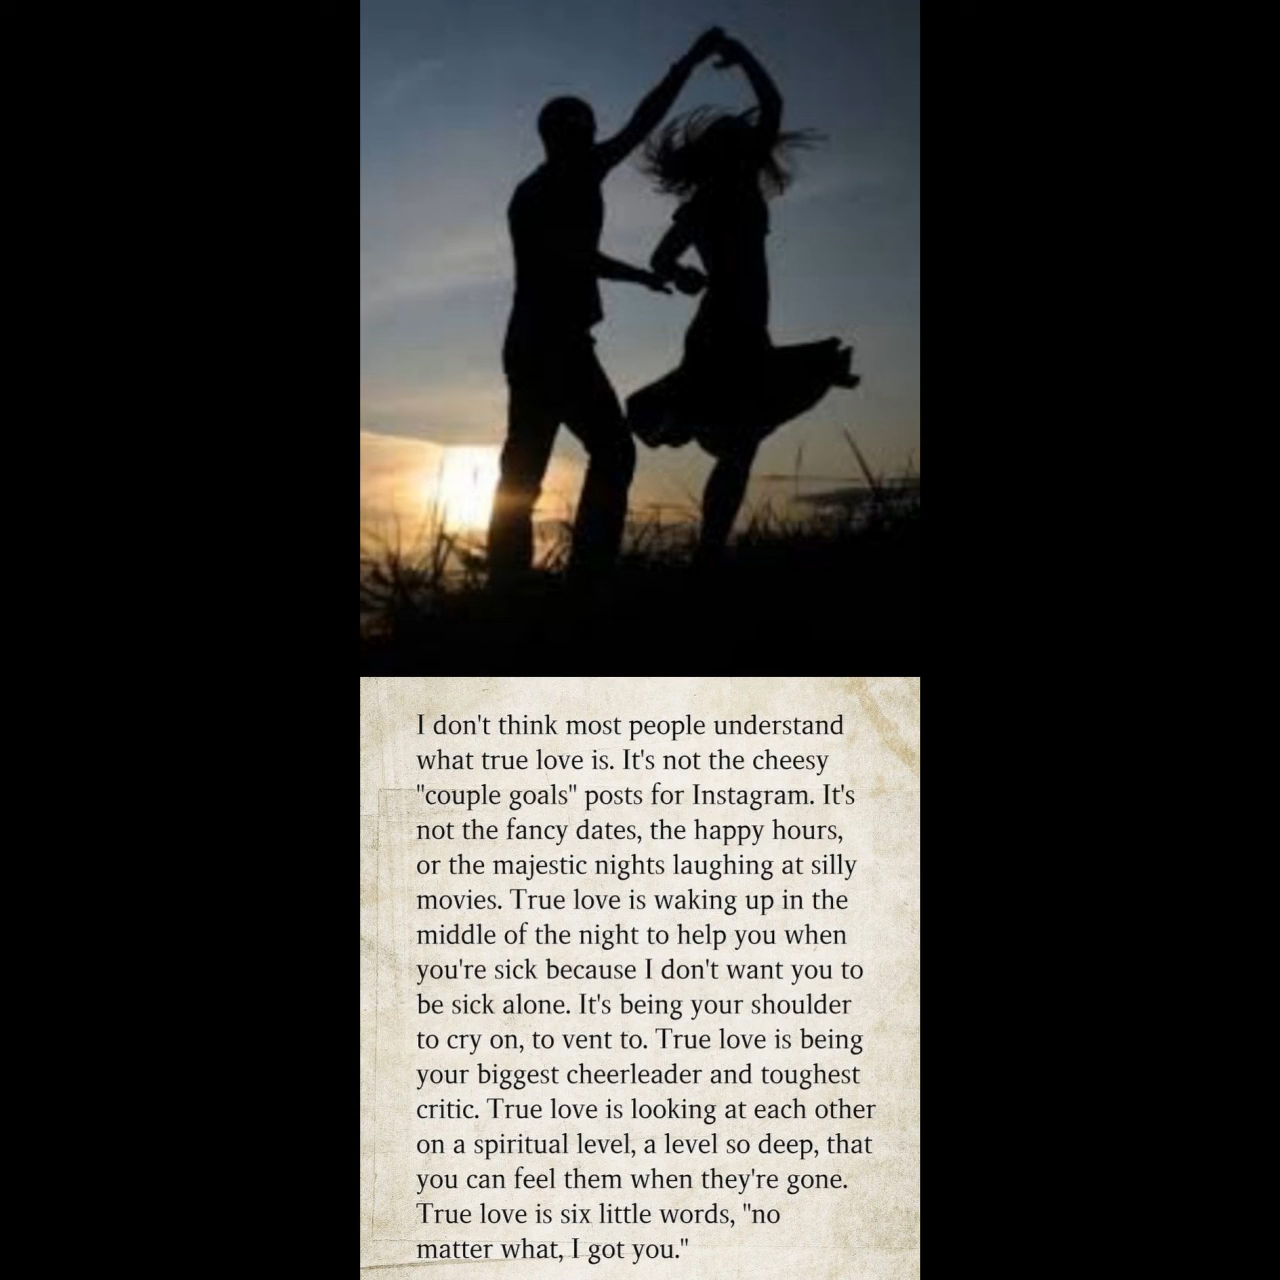 I don't think most people understand
what true love is. It's not the cheesy
"couple goals" posts for Instagram. It's
not the fancy dates, the happy hours,
or the majestic nights laughing at silly
movies. True love is waking up in the
middle of the night to help you when
you're sick because I don't want you to
be sick alone. It's being your shoulder
to cry on, to vent to. True love is being
your biggest cheerleader and toughest
critic. True love is looking at each other
on a spiritual level, a level so deep, that
you can feel them when they're gone.
True love is six little words, "no
matter what, I got you."